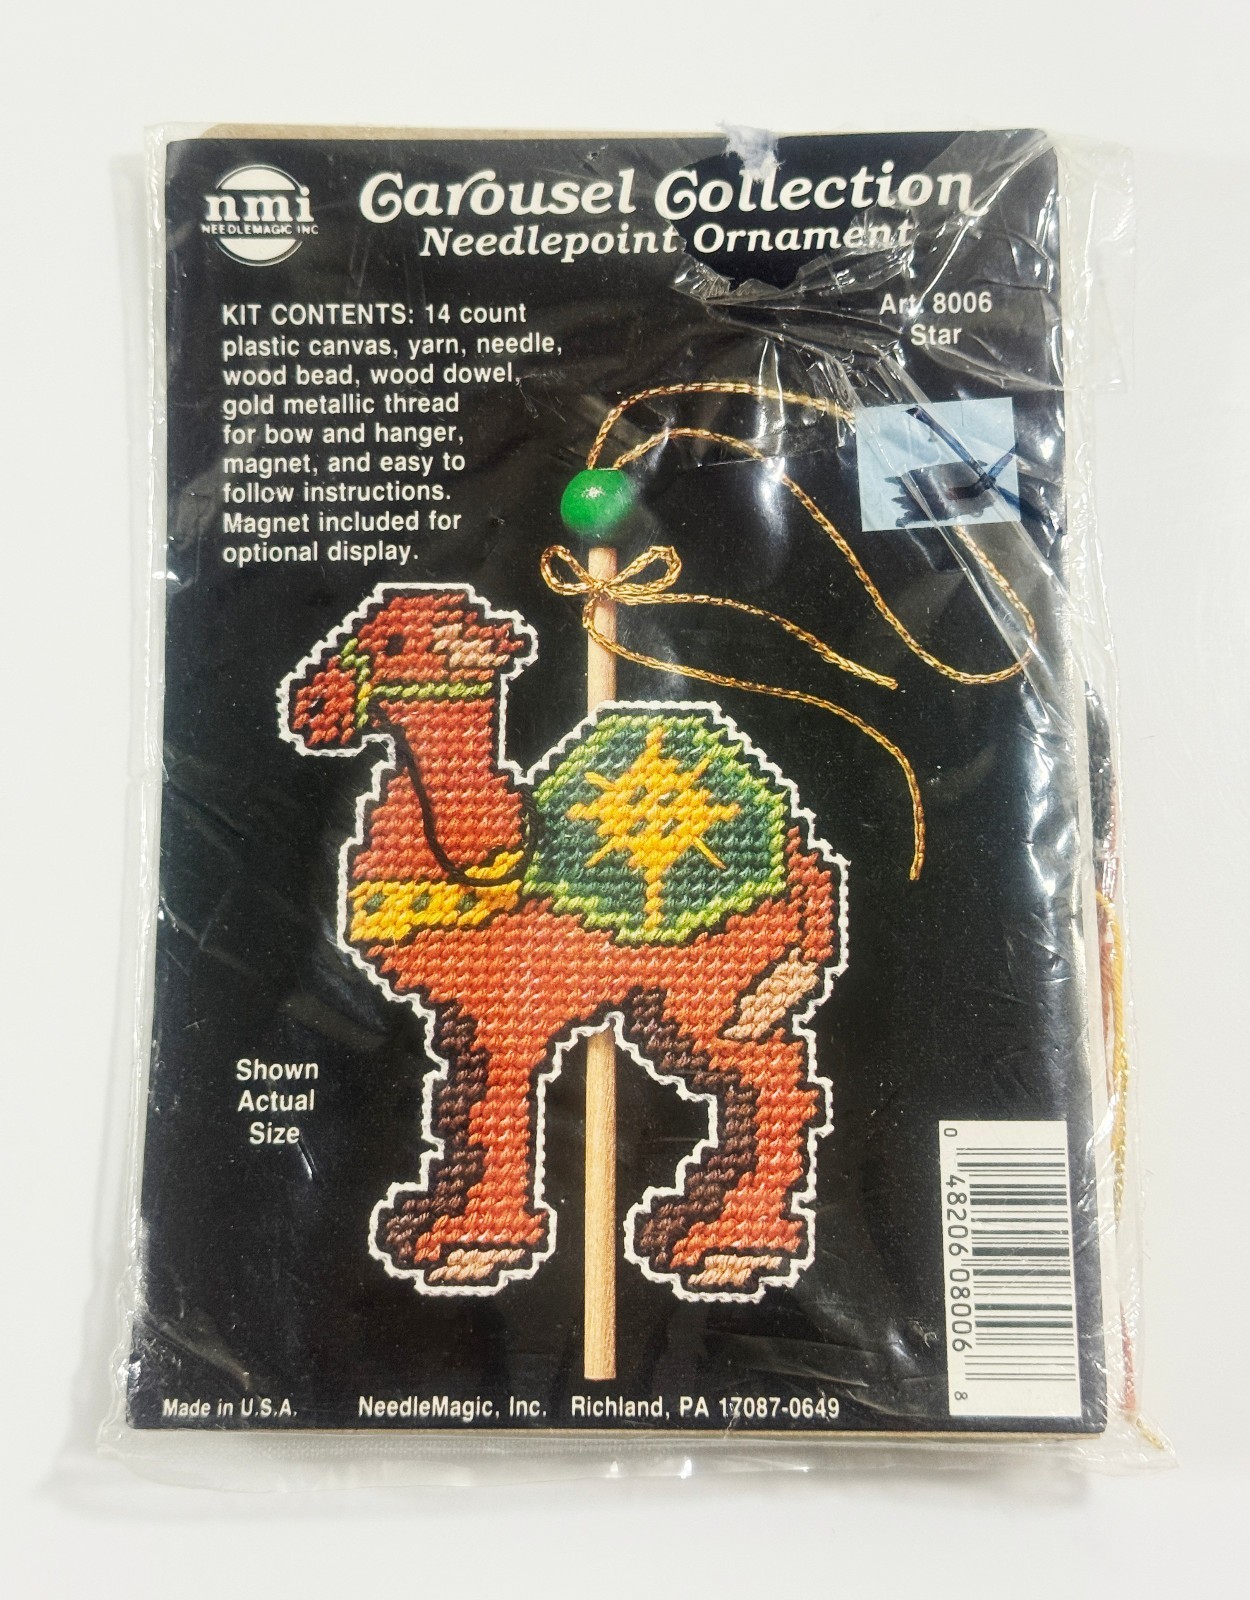 nmi
NEEDLEMAGIC INC
Carousel Collection
Needlepoint Ornament
Art. 8006
Star
KIT CONTENTS: 14 count
plastic canvas, yarn, needle,
wood bead, wood dowel,
gold metallic thread
for bow and hanger,
magnet, and easy to
follow instructions.
Magnet included for
optional display.
Shown
Actual
Size
0 48206 08006 8
Made in U.S.A.
NeedleMagic, Inc. Richland, PA 17087-0649